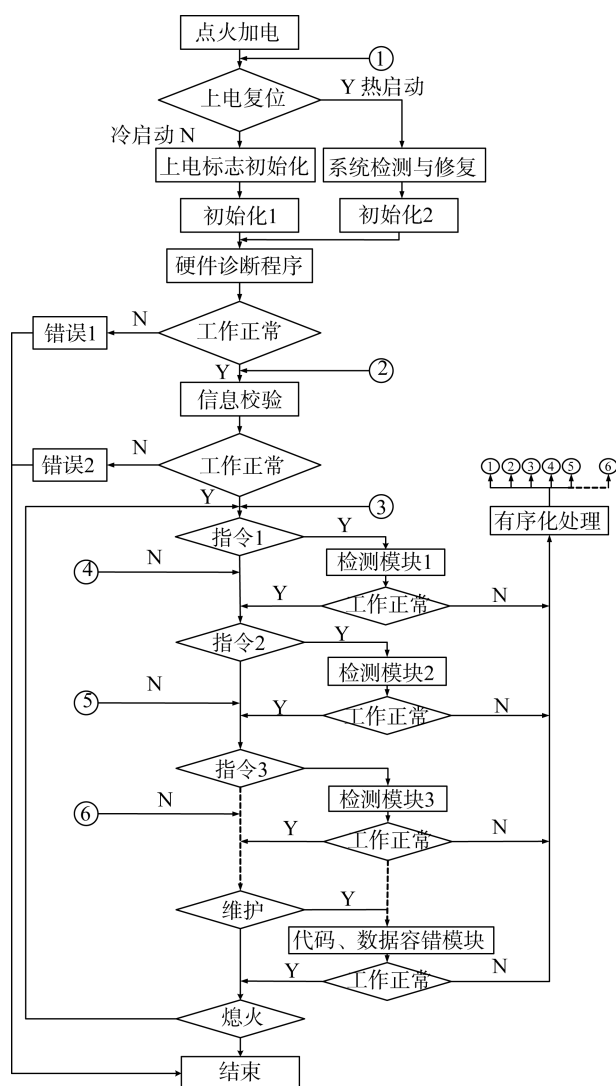 点火加电
①
上电复位
Y 热启动
冷启动 N
上电标志初始化
系统检测与修复
初始化1
初始化2
硬件诊断程序
错误1
N
工作正常
Y
②
信息校验
错误2
N
工作正常
Y
③
① ② ③ ④ ⑤ ⑥
有序化处理
指令1
Y
检测模块1
④
N
Y
工作正常
N
指令2
Y
检测模块2
⑤
N
Y
工作正常
N
指令3
检测模块3
⑥
N
Y
工作正常
N
维护
Y
代码、数据容错模块
Y
工作正常
N
熄火
结束